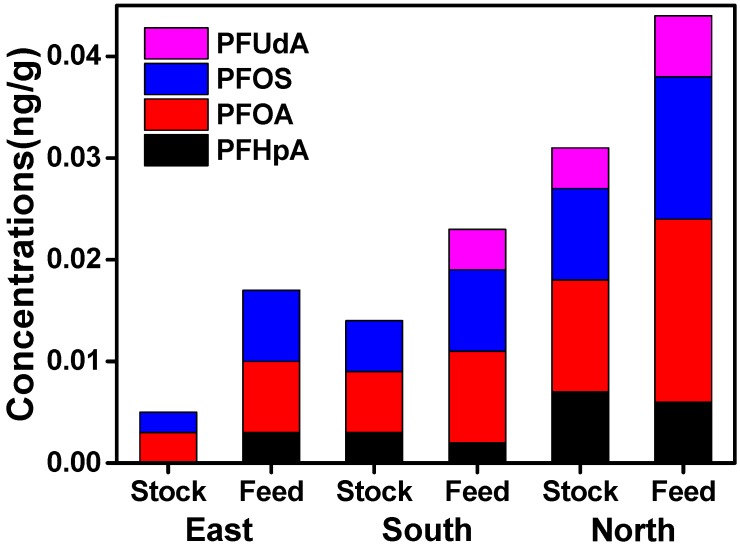 Concentrations(ng/g)
0.04
0.03
0.02
0.01
0.00
PFUdA
PFOS
PFOA
PFHpA
Stock Feed Stock Feed Stock Feed
East South North